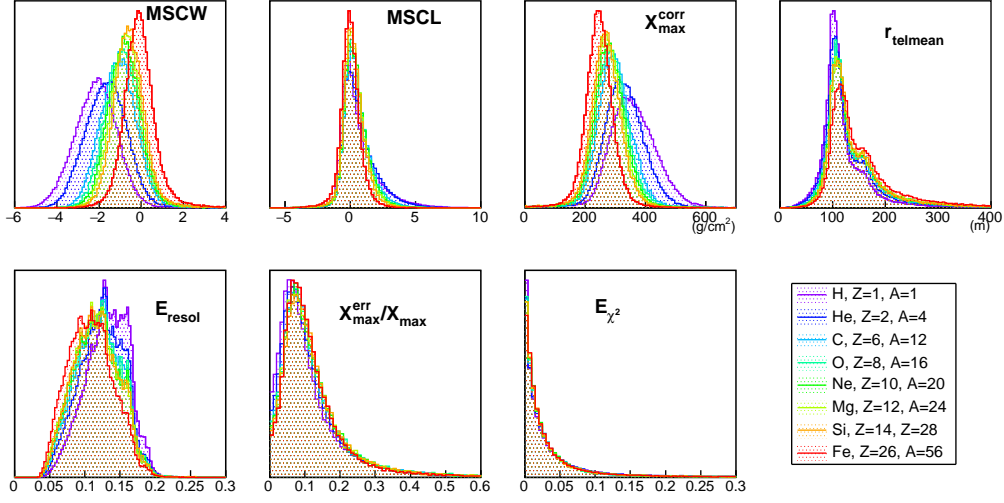 MSCW
MSCL
X_max^corr
r_telmean
−6 −4 −2 0 2 4
−5 0 5 10
0 200 400 600
(g/cm²)
0 100 200 300 400
(m)
E_resol
X_max^err/X_max
E_χ²
H, Z=1, A=1
He, Z=2, A=4
C, Z=6, A=12
O, Z=8, A=16
Ne, Z=10, A=20
Mg, Z=12, A=24
Si, Z=14, Z=28
Fe, Z=26, A=56
0 0.05 0.1 0.15 0.2 0.25 0.3
0 0.1 0.2 0.3 0.4 0.5 0.6
0 0.05 0.1 0.15 0.2 0.25 0.3